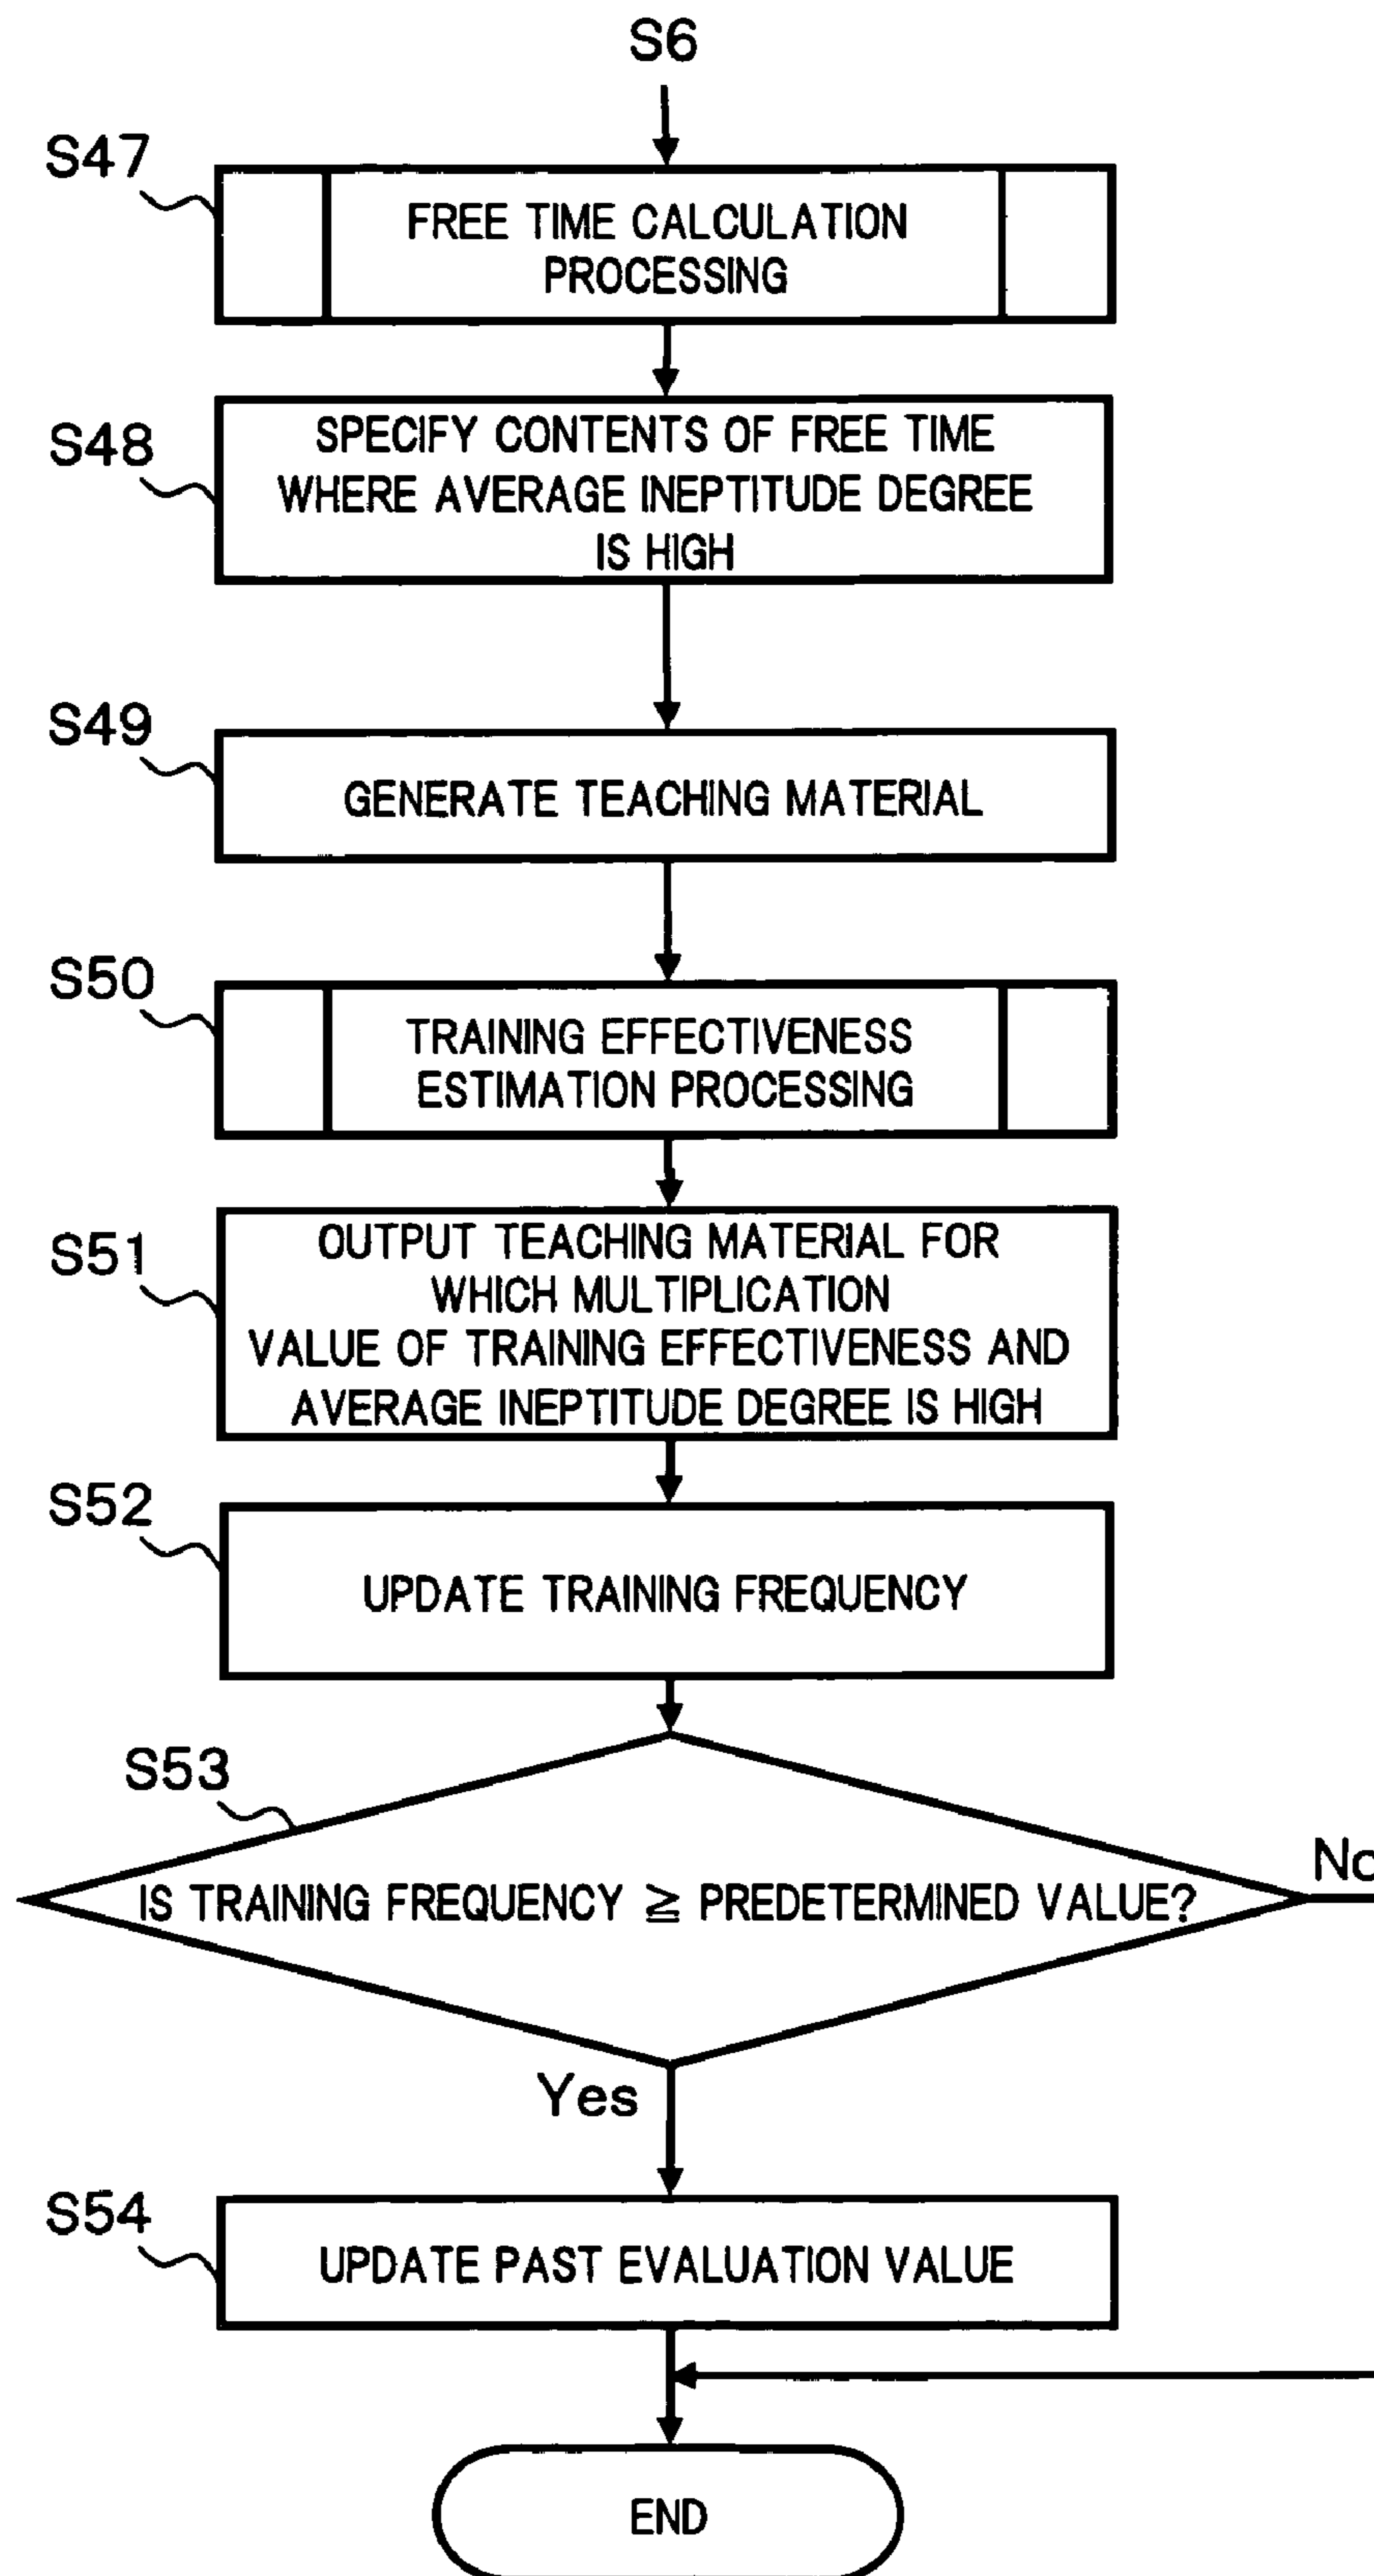 S6
S47
FREE TIME CALCULATION
PROCESSING
S48
SPECIFY CONTENTS OF FREE TIME
WHERE AVERAGE INEPTITUDE DEGREE
IS HIGH
S49
GENERATE TEACHING MATERIAL
S50
TRAINING EFFECTIVENESS
ESTIMATION PROCESSING
S51
OUTPUT TEACHING MATERIAL FOR
WHICH MULTIPLICATION
VALUE OF TRAINING EFFECTIVENESS AND
AVERAGE INEPTITUDE DEGREE IS HIGH
S52
UPDATE TRAINING FREQUENCY
S53
IS TRAINING FREQUENCY ≧ PREDETERMINED VALUE?
No
Yes
S54
UPDATE PAST EVALUATION VALUE
END